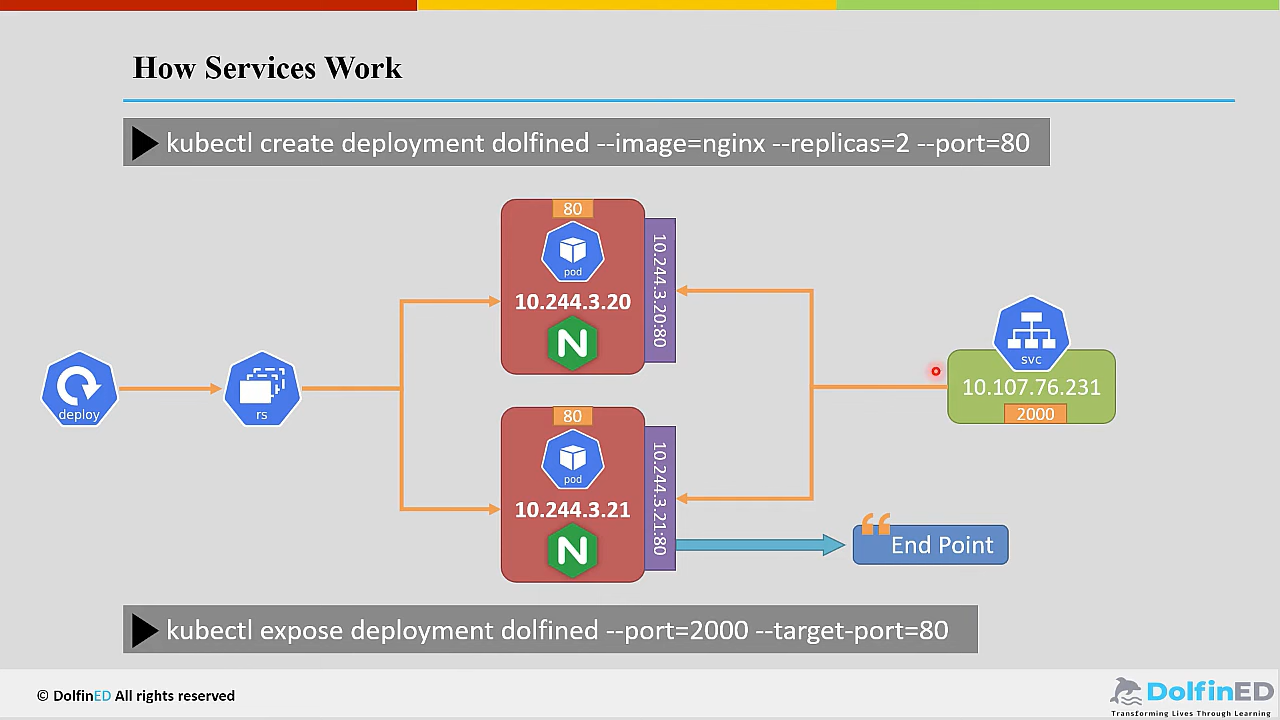 How Services Work
kubectl create deployment dolfined --image=nginx --replicas=2 --port=80
80
pod
10.244.3.20
10.244.3.20:80
deploy
rs
svc
10.107.76.231
2000
80
pod
10.244.3.21
10.244.3.21:80
“ End Point
kubectl expose deployment dolfined --port=2000 --target-port=80
© DolfinED All rights reserved
DolfinED
Transforming Lives Through Learning